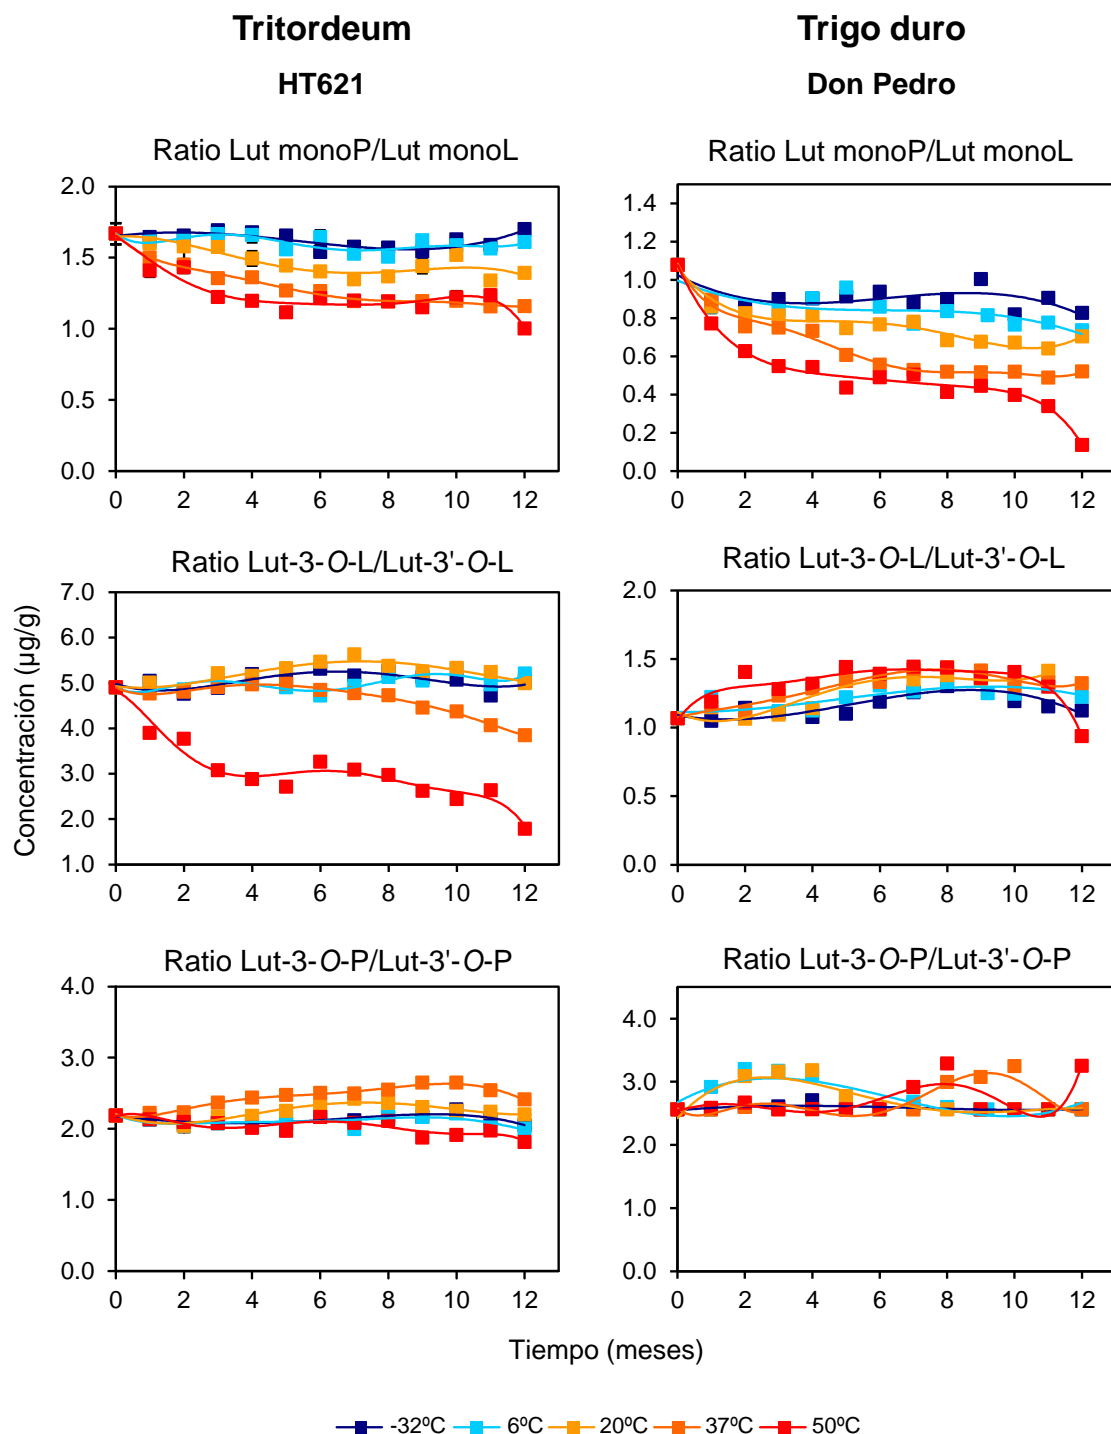 Tritordeum
Trigo duro
HT621
Don Pedro
Ratio Lut monoP/Lut monoL
Ratio Lut monoP/Lut monoL
2.0
1.5
1.0
0.5
0.0
0 2 4 6 8 10 12
1.4
1.2
1.0
0.8
0.6
0.4
0.2
0.0
0 2 4 6 8 10 12
Concentración (µg/g)
Ratio Lut-3-O-L/Lut-3'-O-L
Ratio Lut-3-O-L/Lut-3'-O-L
7.0
6.0
5.0
4.0
3.0
2.0
1.0
0 2 4 6 8 10 12
2.0
1.5
1.0
0.5
0.0
0 2 4 6 8 10 12
Ratio Lut-3-O-P/Lut-3'-O-P
Ratio Lut-3-O-P/Lut-3'-O-P
4.0
3.0
2.0
1.0
0.0
0 2 4 6 8 10 12
4.0
3.0
2.0
1.0
0.0
0 2 4 6 8 10 12
Tiempo (meses)
-32ºC 6ºC 20ºC 37ºC 50ºC